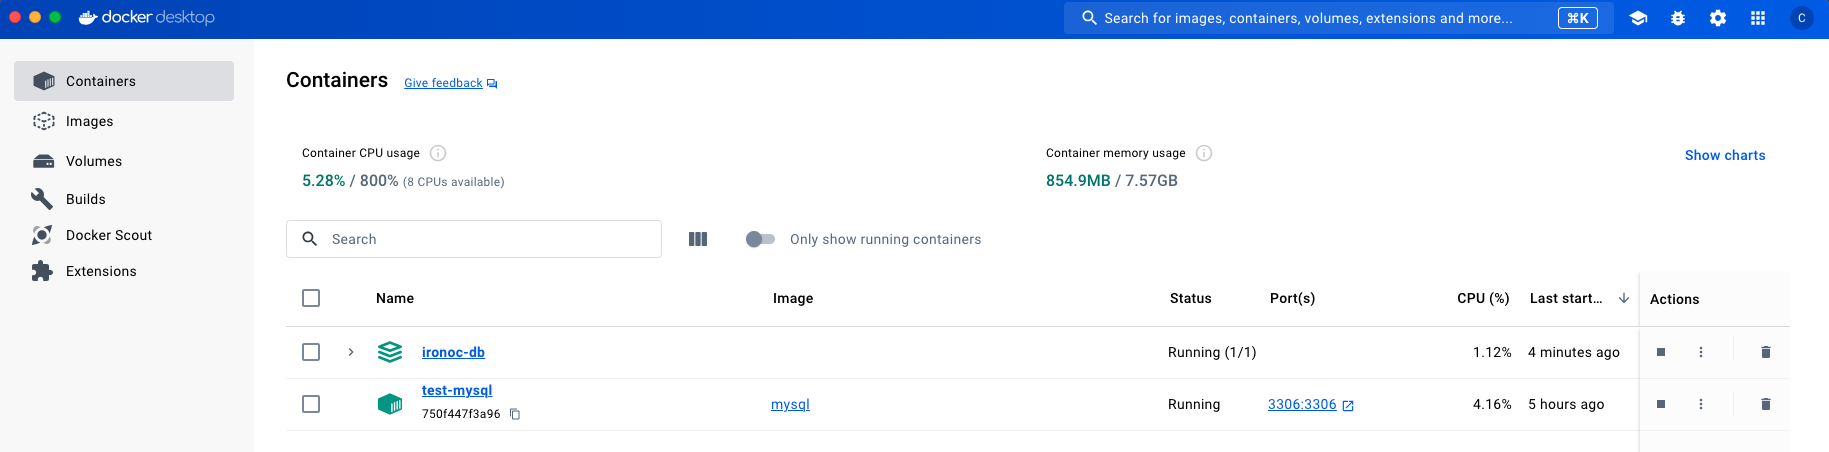 docker desktop
Search for images, containers, volumes, extensions and more... ⌘K
C
Containers
Images
Volumes
Builds
Docker Scout
Extensions
Containers Give feedback
Container CPU usage
5.28% / 800% (8 CPUs available)
Container memory usage
854.9MB / 7.57GB
Show charts
Search
Only show running containers
Name Image Status Port(s) CPU (%) Last start... Actions
ironoc-db Running (1/1) 1.12% 4 minutes ago
test-mysql
750f447f3a96
mysql Running 3306:3306 4.16% 5 hours ago